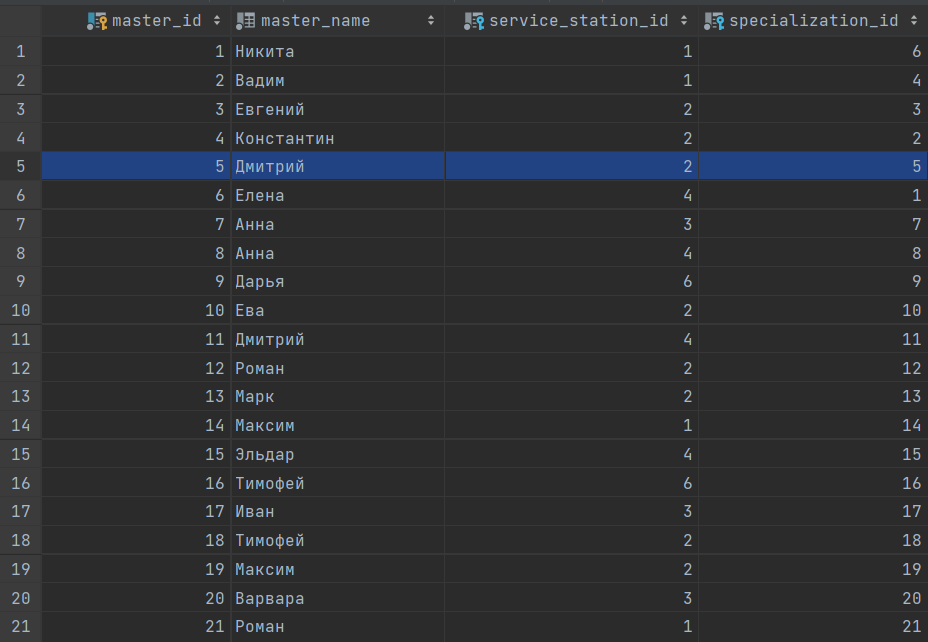 master_id master_name service_station_id specialization_id
1 1 Никита 1 6
2 2 Вадим 1 4
3 3 Евгений 2 3
4 4 Константин 2 2
5 5 Дмитрий 2 5
6 6 Елена 4 1
7 7 Анна 3 7
8 8 Анна 4 8
9 9 Дарья 6 9
10 10 Ева 2 10
11 11 Дмитрий 4 11
12 12 Роман 2 12
13 13 Марк 2 13
14 14 Максим 1 14
15 15 Эльдар 4 15
16 16 Тимофей 6 16
17 17 Иван 3 17
18 18 Тимофей 2 18
19 19 Максим 2 19
20 20 Варвара 3 20
21 21 Роман 1 21